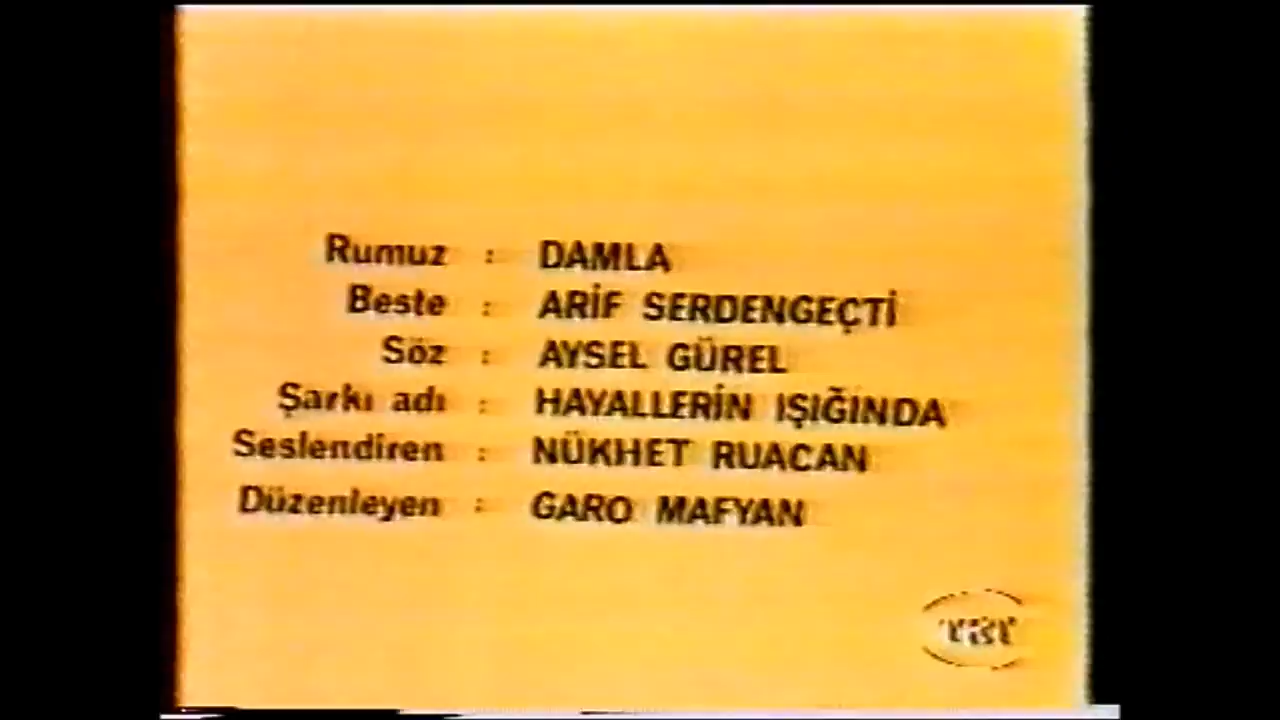 Rumuz : DAMLA
Beste : ARİF SERDENGEÇTİ
Söz : AYSEL GÜREL
Şarkı adı : HAYALLERİN IŞIĞINDA
Seslendiren : NÜKHET RUACAN
Düzenleyen : GARO MAFYAN
TRT